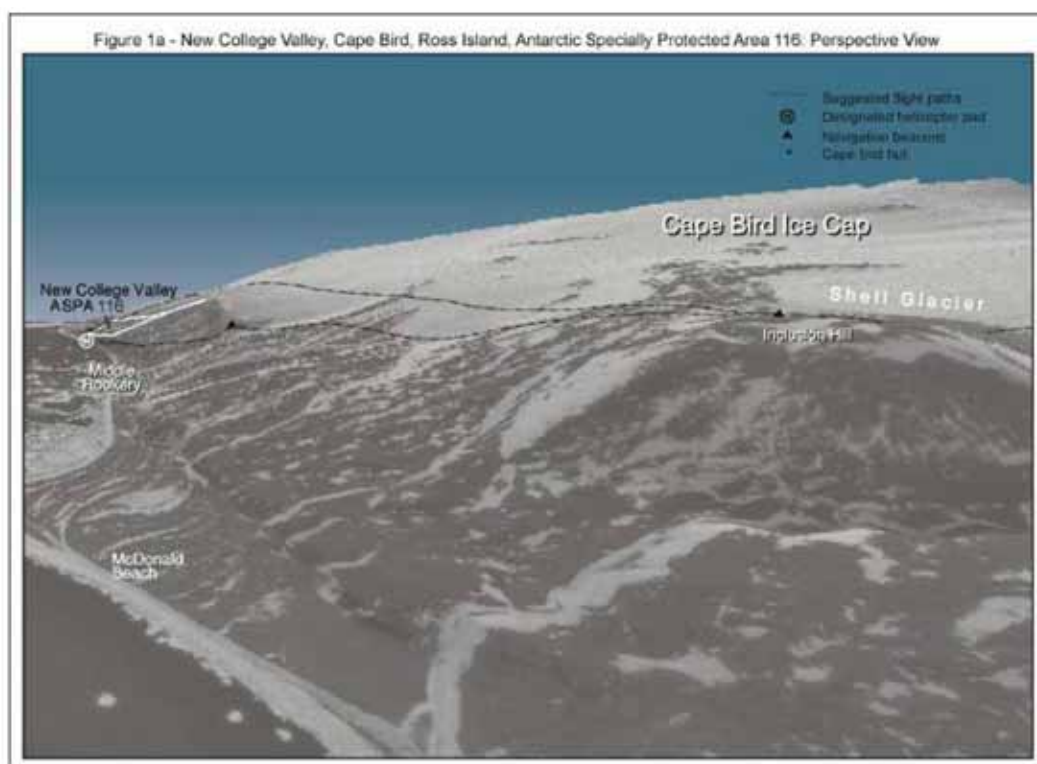 Figure 1a - New College Valley, Cape Bird, Ross Island, Antarctic Specially Protected Area 116: Perspective View
Suggested flight paths
Designated helicopter pad
Navigation beacons
Cape Bird Hut
Cape Bird Ice Cap
New College Valley
ASPA 116
Shell Glacier
Inclusion Hill
Middle
Rookery
McDonald
Beach